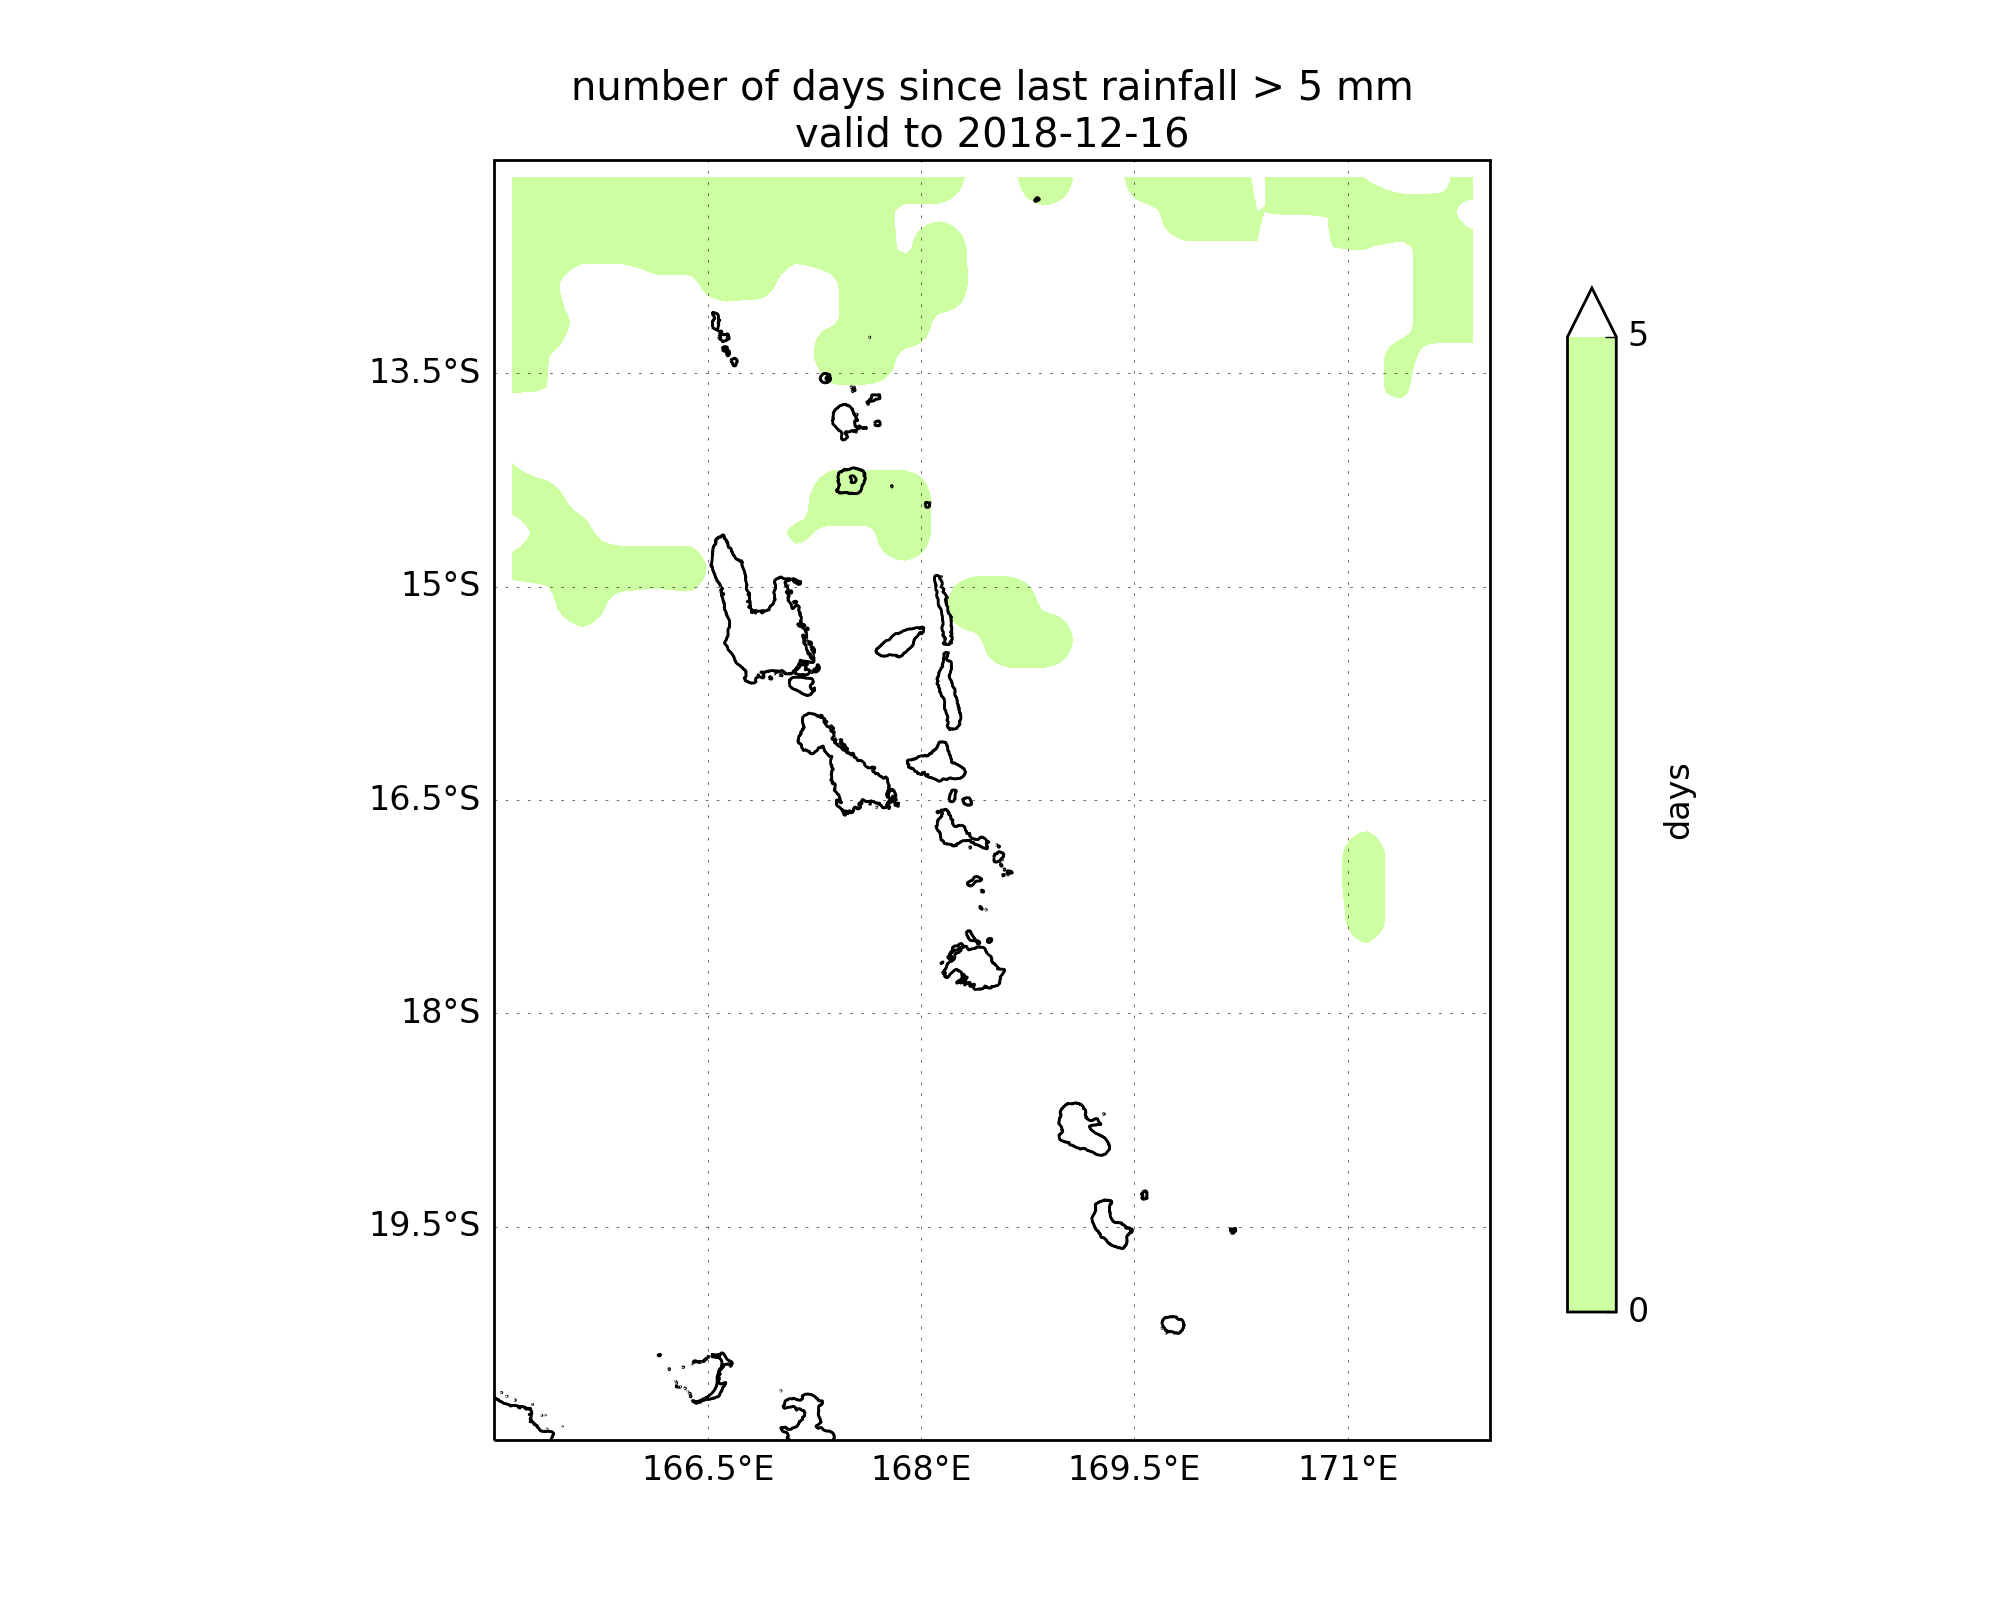 number of days since last rainfall > 5 mm
valid to 2018-12-16
13.5°S
15°S
16.5°S
18°S
19.5°S
166.5°E
168°E
169.5°E
171°E
5
0
days